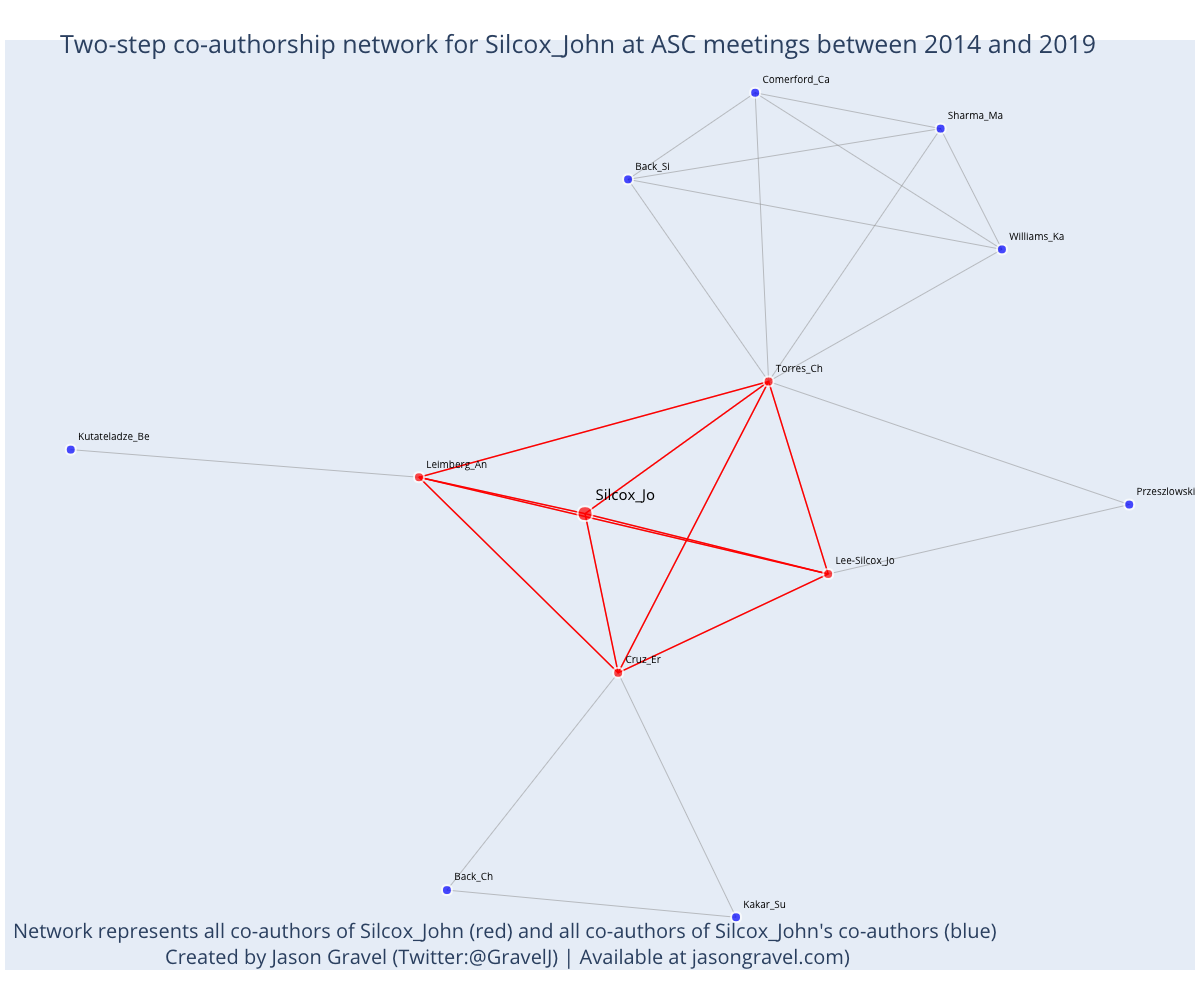 Two-step co-authorship network for Silcox_John at ASC meetings between 2014 and 2019
Comerford_Ca
Sharma_Ma
Back_Si
Williams_Ka
Torres_Ch
Kutateladze_Be
Leimberg_An
Silcox_Jo
Przeszlowski
Lee-Silcox_Jo
Cruz_Er
Back_Ch
Kakar_Su
Network represents all co-authors of Silcox_John (red) and all co-authors of Silcox_John's co-authors (blue)
Created by Jason Gravel (Twitter:@GravelJ) | Available at jasongravel.com)